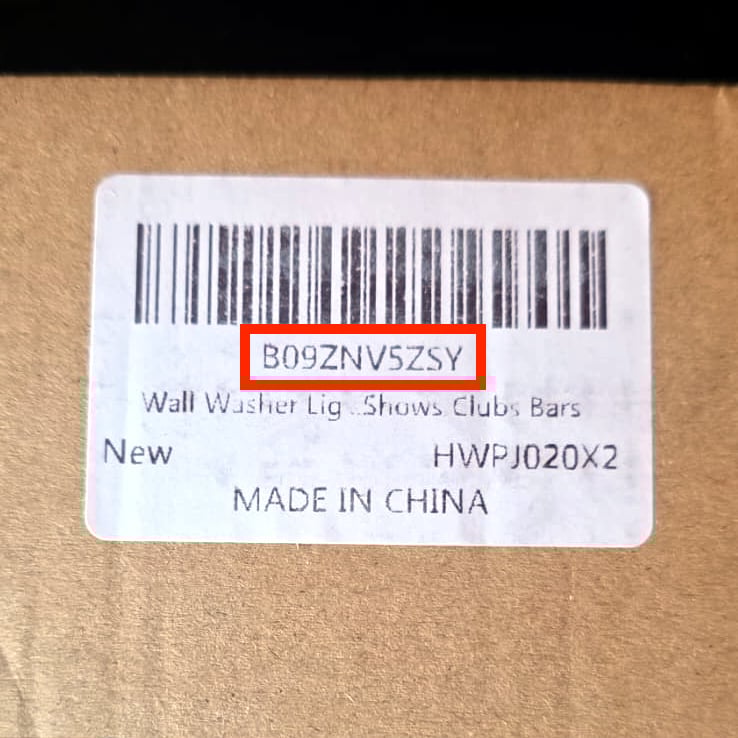 B09ZNV5ZSY
Wall Washer Lig...Shows Clubs Bars
New HWPJ020X2
MADE IN CHINA